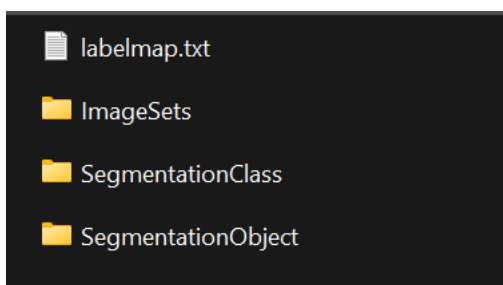 labelmap.txt
ImageSets
SegmentationClass
SegmentationObject